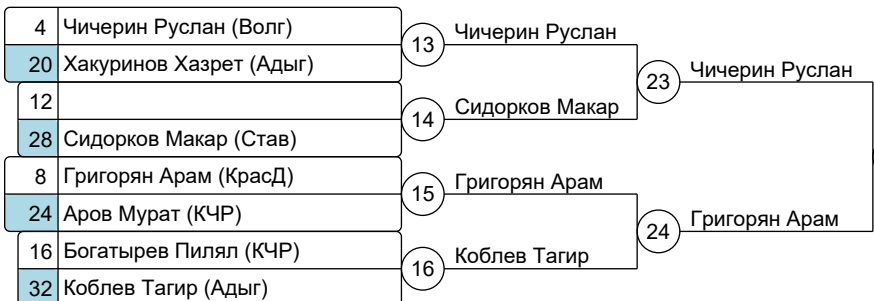 4 Чичерин Руслан (Волг)
20 Хакуринов Хазрет (Адыг)
12
28 Сидорков Макар (Став)
8 Григорян Арам (КрасД)
24 Аров Мурат (КЧР)
16 Богатырев Пилял (КЧР)
32 Коблев Тагир (Адыг)
13 Чичерин Руслан
14 Сидорков Макар
15 Григорян Арам
16 Коблев Тагир
23 Чичерин Руслан
24 Григорян Арам